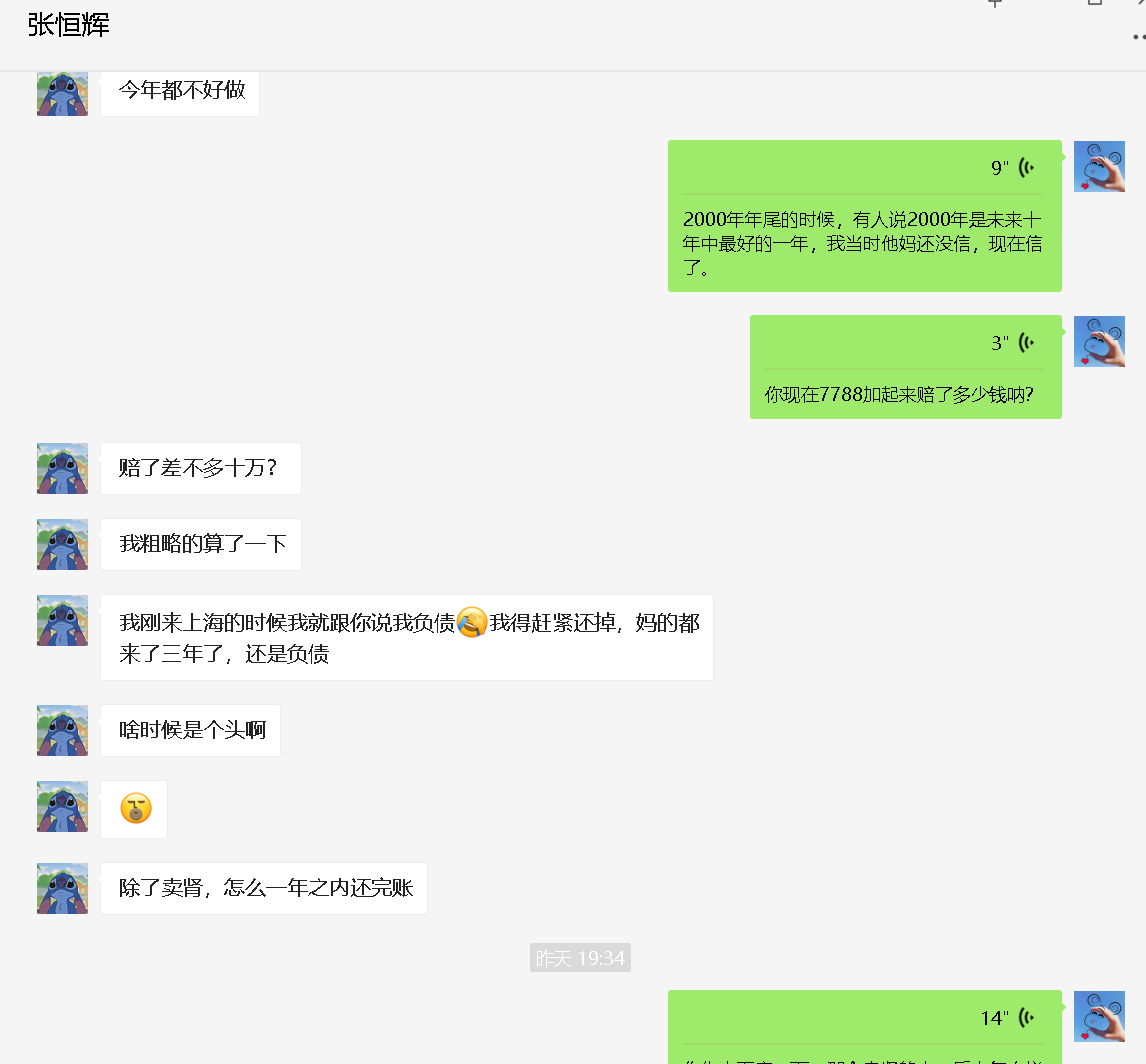 张恒辉
今年都不好做
9"
2000年年尾的时候，有人说2000年是未来十
年中最好的一年，我当时他妈还没信，现在信
了。
3"
你现在7788加起来赔了多少钱呐？
赔了差不多十万？
我粗略的算了一下
我刚来上海的时候我就跟你说我负债🤦我得赶紧还掉，妈的都
来了三年了，还是负债
啥时候是个头啊
除了卖肾，怎么一年之内还完账
昨天 19:34
14"